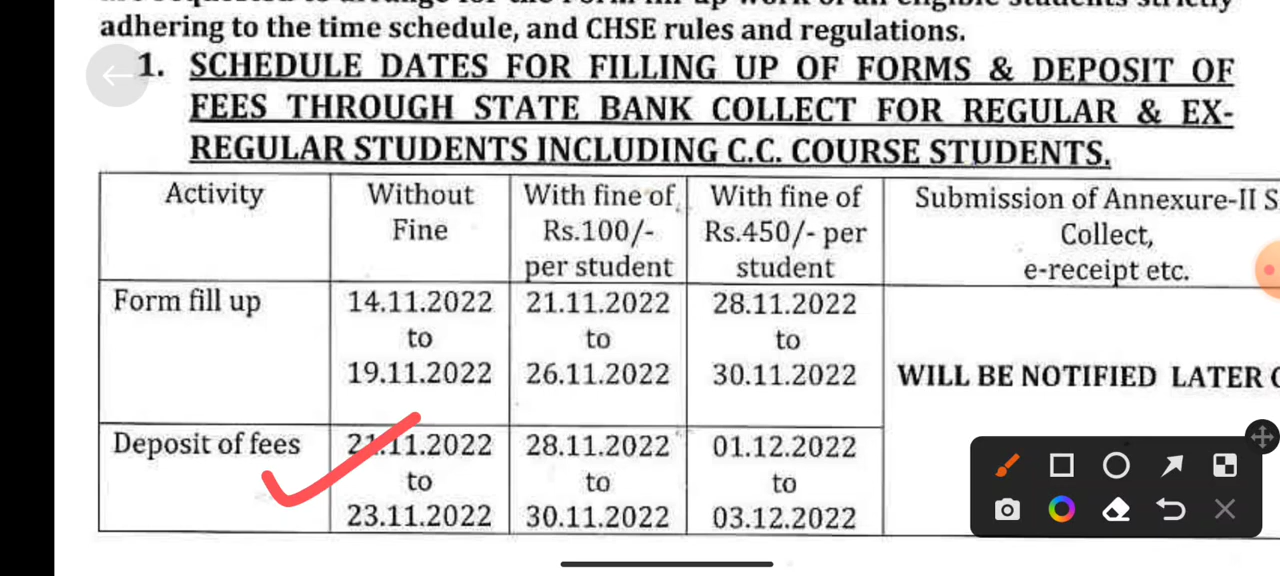 adhering to the time schedule, and CHSE rules and regulations.
1. SCHEDULE DATES FOR FILLING UP OF FORMS & DEPOSIT OF
FEES THROUGH STATE BANK COLLECT FOR REGULAR & EX-
REGULAR STUDENTS INCLUDING C.C. COURSE STUDENTS.
Activity
Without
Fine
With fine of
Rs.100/-
per student
With fine of
Rs.450/- per
student
Submission of Annexure-II
Collect,
e-receipt etc.
Form fill up
14.11.2022
to
19.11.2022
21.11.2022
to
26.11.2022
28.11.2022
to
30.11.2022
WILL BE NOTIFIED LATER
Deposit of fees
21.11.2022
to
23.11.2022
28.11.2022
to
30.11.2022
01.12.2022
to
03.12.2022